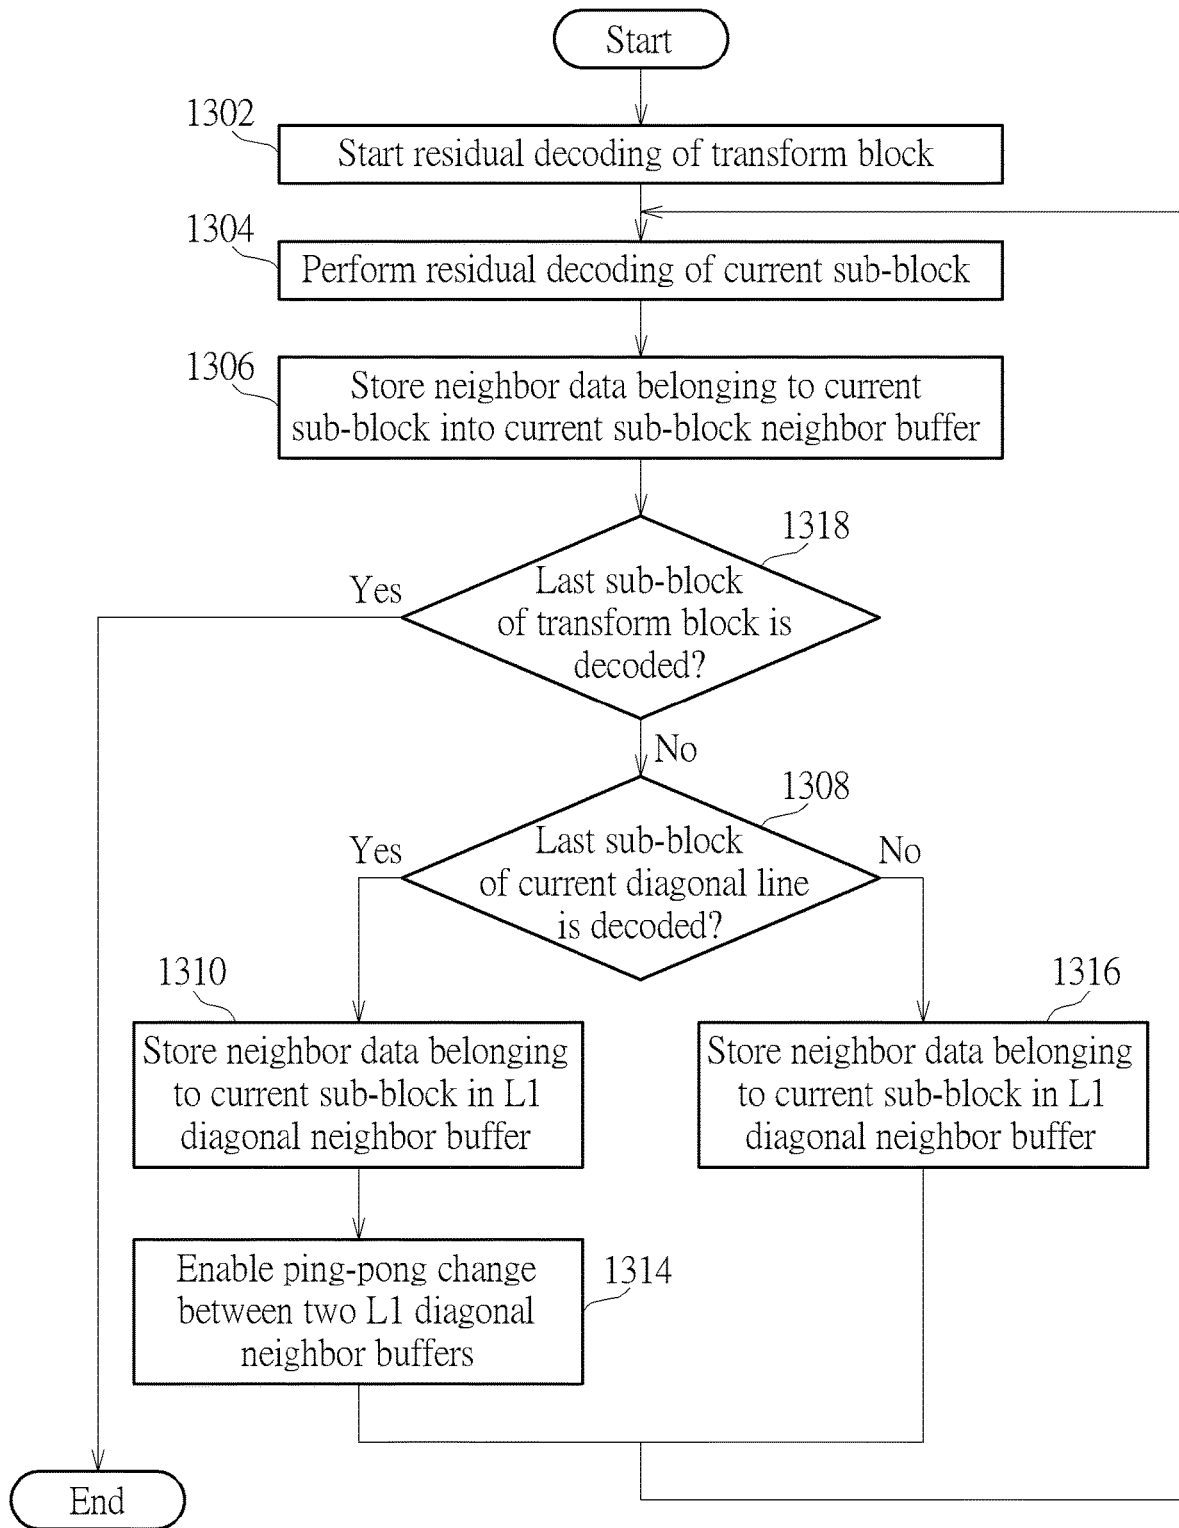 Start
1302
Start residual decoding of transform block
1304
Perform residual decoding of current sub-block
1306
Store neighbor data belonging to current
sub-block into current sub-block neighbor buffer
1318
Yes
Last sub-block
of transform block is
decoded?
No
1308
Yes
Last sub-block
of current diagonal line
is decoded?
No
1310
Store neighbor data belonging
to current sub-block in L1
diagonal neighbor buffer
1316
Store neighbor data belonging
to current sub-block in L1
diagonal neighbor buffer
Enable ping-pong change
between two L1 diagonal
neighbor buffers
1314
End